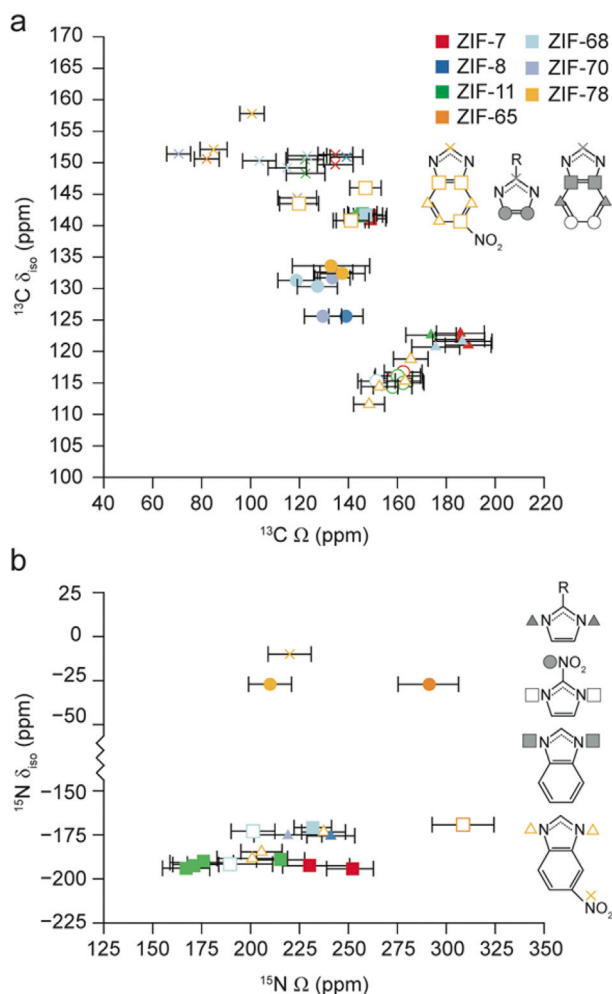 a
170
160
150
140
130
120
110
100
165
155
145
135
125
115
105
¹³C δiso (ppm)
40 60 80 100 120 140 160 180 200 220
¹³C Ω (ppm)
ZIF-7 ZIF-68
ZIF-8 ZIF-70
ZIF-11 ZIF-78
ZIF-65
R
N N N N N N
NO₂
b
25
0
−25
−50
−150
−175
−200
−225
¹⁵N δiso (ppm)
125 150 175 200 225 250 275 300 325 350
¹⁵N Ω (ppm)
R
N N
NO₂
N N
N N
N N
NO₂